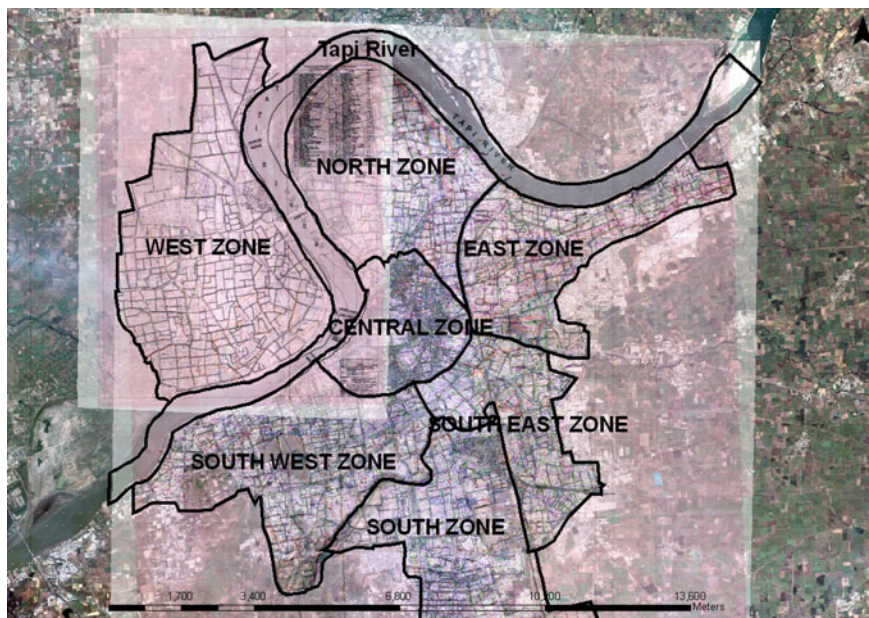 Tapi River
TAPI RIVER
NORTH ZONE
WEST ZONE
EAST ZONE
CENTRAL ZONE
SOUTH EAST ZONE
SOUTH WEST ZONE
SOUTH ZONE
0 1,700 3,400 6,800 10,200 13,600
Meters